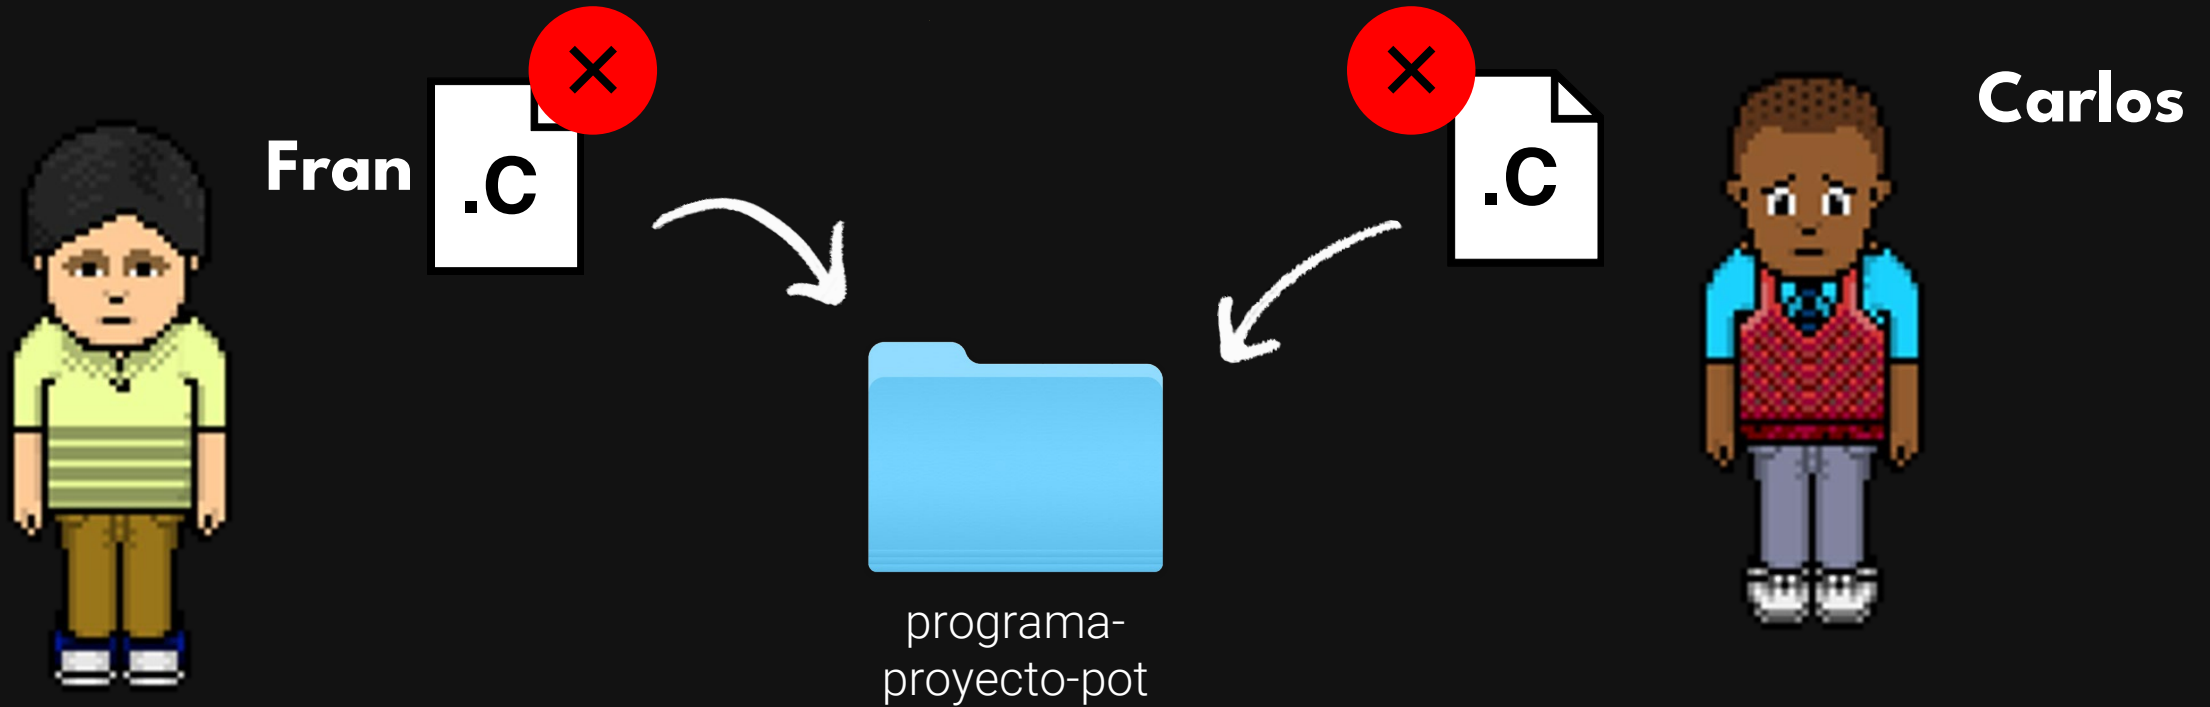 Fran
.C
.C
Carlos
programa-
proyecto-pot